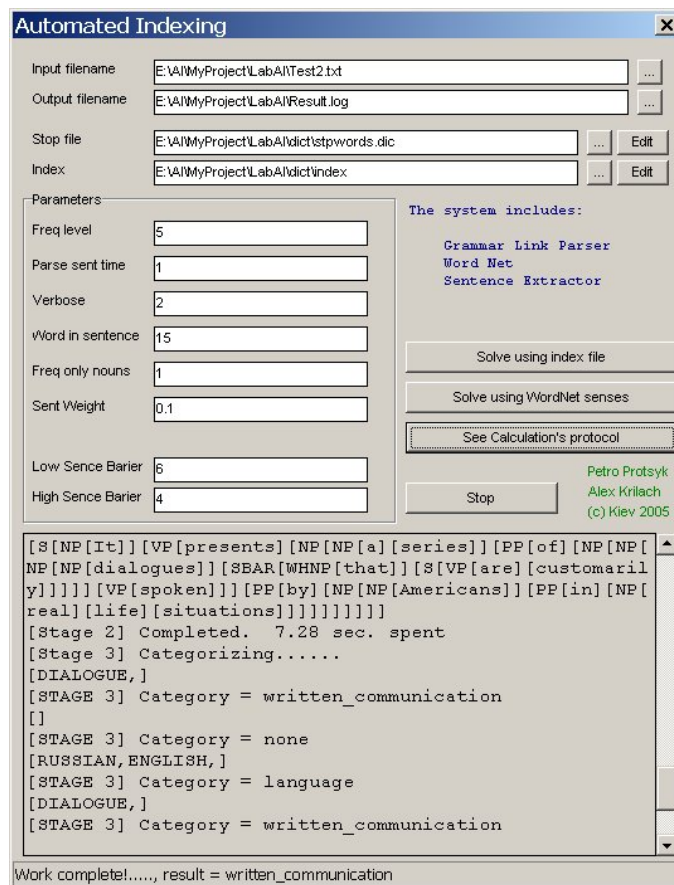 Automated Indexing
Input filename E:\AI\MyProject\LabAI\Test2.txt ...
Output filename E:\AI\MyProject\LabAI\Result.log ...
Stop file E:\AI\MyProject\LabAI\dict\stpwords.dic ... Edit
Index E:\AI\MyProject\LabAI\dict\index ... Edit
Parameters
Freq level 5
Parse sent time 1
Verbose 2
Word in sentence 15
Freq only nouns 1
Sent Weight 0.1
Low Sence Barier 6
High Sence Barier 4
The system includes:
Grammar Link Parser
Word Net
Sentence Extractor
Solve using index file
Solve using WordNet senses
See Calculation's protocol
Stop
Petro Protsyk
Alex Krilach
(c) Kiev 2005
[S[NP[It]][VP[presents][NP[NP[a][series]][PP[of][NP[NP[
NP[NP[dialogues]][SBAR[WHNP[that]][S[VP[are][customaril
y]]]]][VP[spoken]]][PP[by][NP[NP[Americans]][PP[in][NP[
real][life][situations]]]]]]]]]]
[Stage 2] Completed.  7.28 sec. spent
[Stage 3] Categorizing......
[DIALOGUE,]
[STAGE 3] Category = written_communication
[]
[STAGE 3] Category = none
[RUSSIAN,ENGLISH,]
[STAGE 3] Category = language
[DIALOGUE,]
[STAGE 3] Category = written_communication
Work complete!....., result = written_communication